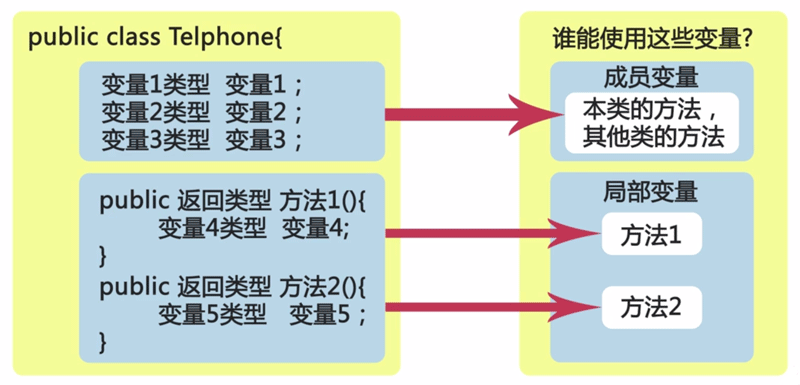 public class Telphone{
变量1类型 变量1；
变量2类型 变量2；
变量3类型 变量3；
public 返回类型 方法1(){
变量4类型 变量4;
}
public 返回类型 方法2(){
变量5类型 变量5；
}
谁能使用这些变量?
成员变量
本类的方法，
其他类的方法
局部变量
方法1
方法2